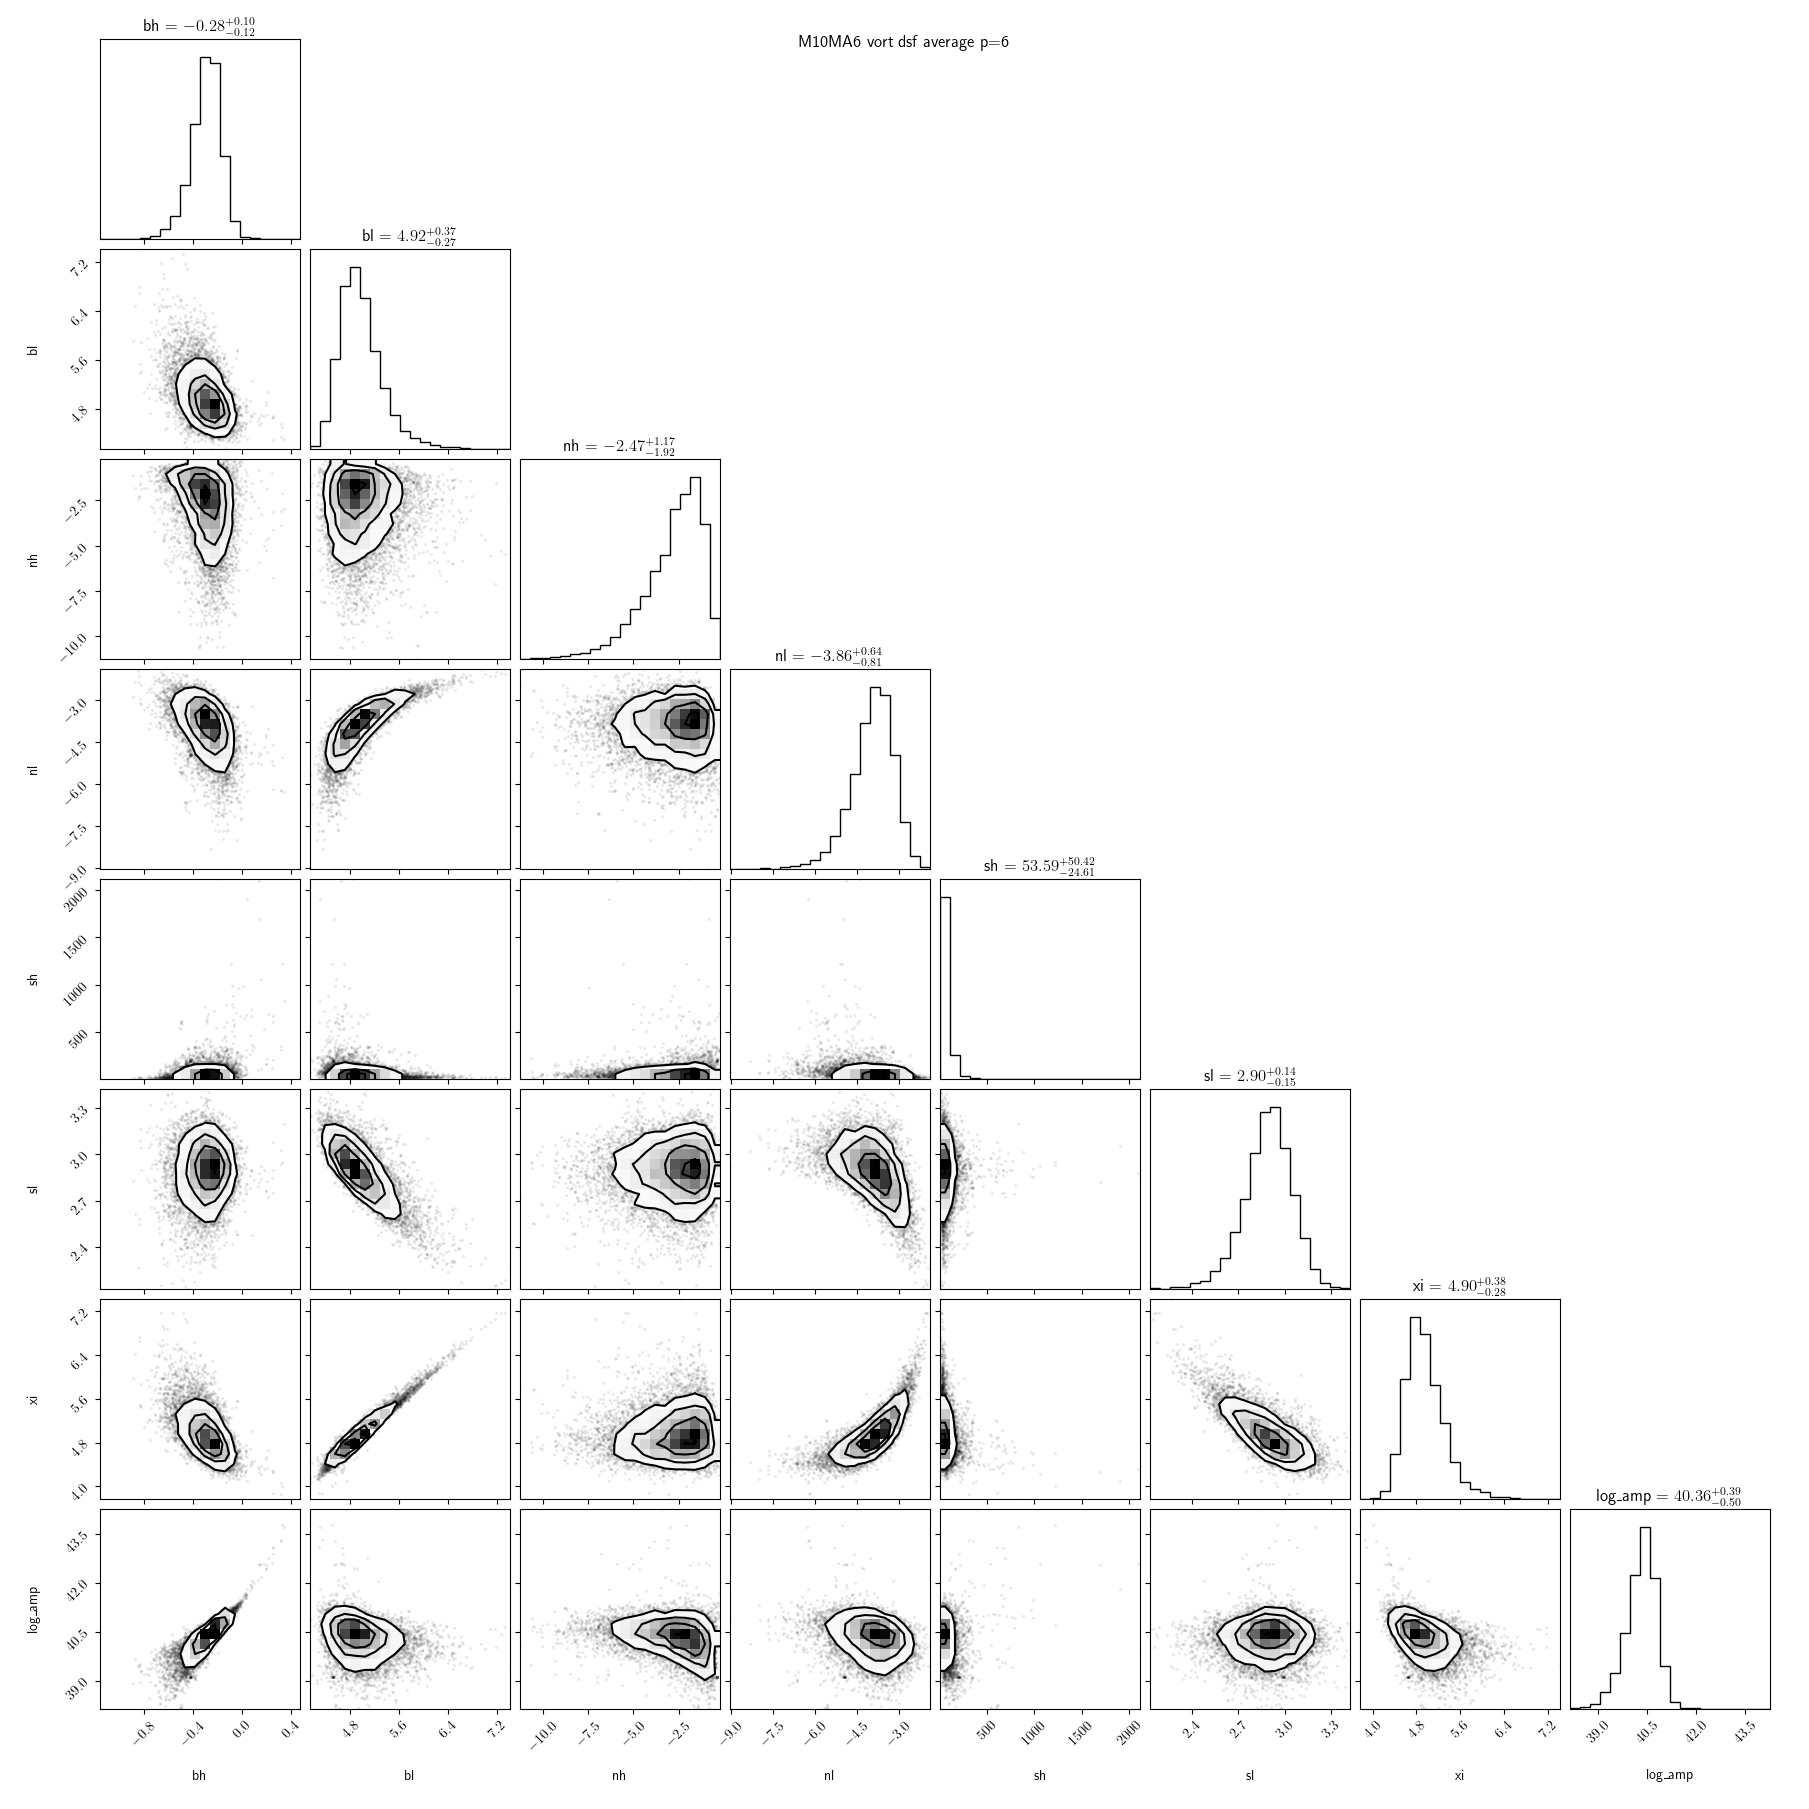 M10MA6 vort dsf average p=6
bh = −0.28+0.10 −0.12
bl = 4.92+0.37 −0.27
7.2
6.4
5.6
4.8
bl
nh = −2.47+1.17 −1.92
−2.5
−5.0
−7.5
−10.0
nh
nl = −3.86+0.64 −0.81
−3.0
−4.5
−6.0
−7.5
−9.0
nl
sh = 53.59+50.42 −24.61
2000
1500
1000
500
sh
sl = 2.90+0.14 −0.15
3.3
3.0
2.7
2.4
sl
xi = 4.90+0.38 −0.28
7.2
6.4
5.6
4.8
4.0
xi
log_amp = 40.36+0.39 −0.50
43.5
42.0
40.5
39.0
log_amp
−0.8 −0.4 0.0 0.4 4.8 5.6 6.4 7.2 −10.0 −7.5 −5.0 −2.5 −9.0 −7.5 −6.0 −4.5 −3.0 500 1000 1500 2000 2.4 2.7 3.0 3.3 4.0 4.8 5.6 6.4 7.2 39.0 40.5 42.0 43.5
bh bl nh nl sh sl xi log_amp